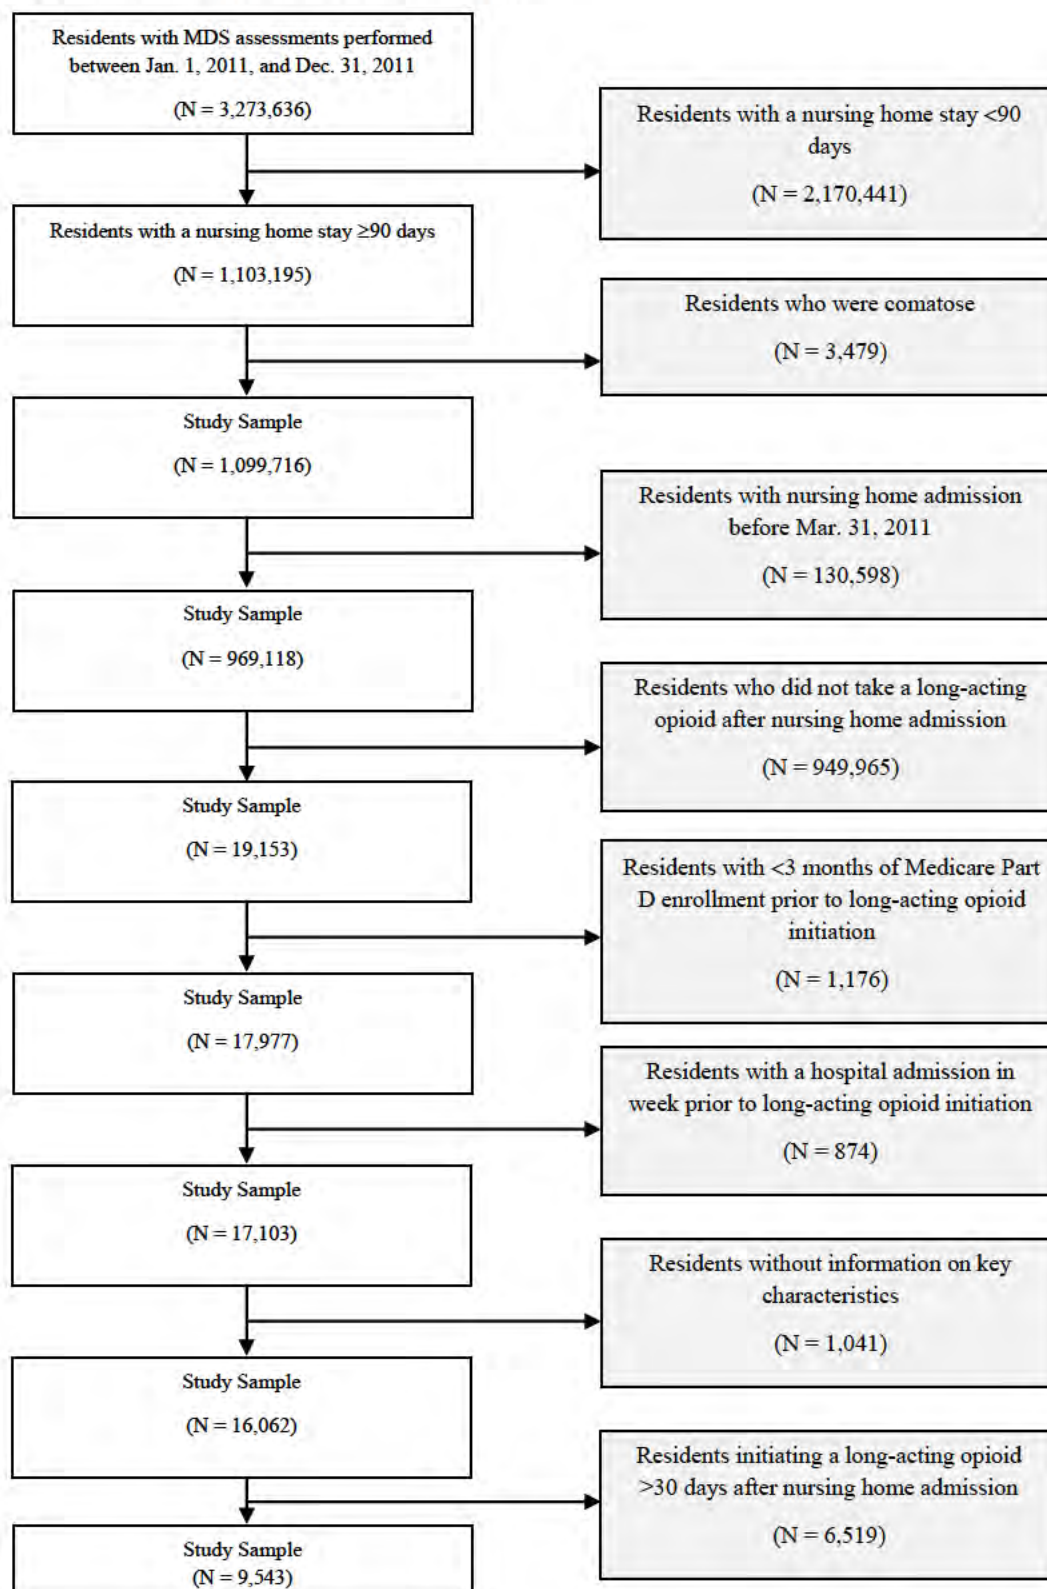 Residents with MDS assessments performed
between Jan. 1, 2011, and Dec. 31, 2011
(N = 3,273,636)
Residents with a nursing home stay <90
days
(N = 2,170,441)
Residents with a nursing home stay ≥90 days
(N = 1,103,195)
Residents who were comatose
(N = 3,479)
Study Sample
(N = 1,099,716)
Residents with nursing home admission
before Mar. 31, 2011
(N = 130,598)
Study Sample
(N = 969,118)
Residents who did not take a long-acting
opioid after nursing home admission
(N = 949,965)
Study Sample
(N = 19,153)
Residents with <3 months of Medicare Part
D enrollment prior to long-acting opioid
initiation
(N = 1,176)
Study Sample
(N = 17,977)
Residents with a hospital admission in
week prior to long-acting opioid initiation
(N = 874)
Study Sample
(N = 17,103)
Residents without information on key
characteristics
(N = 1,041)
Study Sample
(N = 16,062)
Residents initiating a long-acting opioid
>30 days after nursing home admission
(N = 6,519)
Study Sample
(N = 9,543)